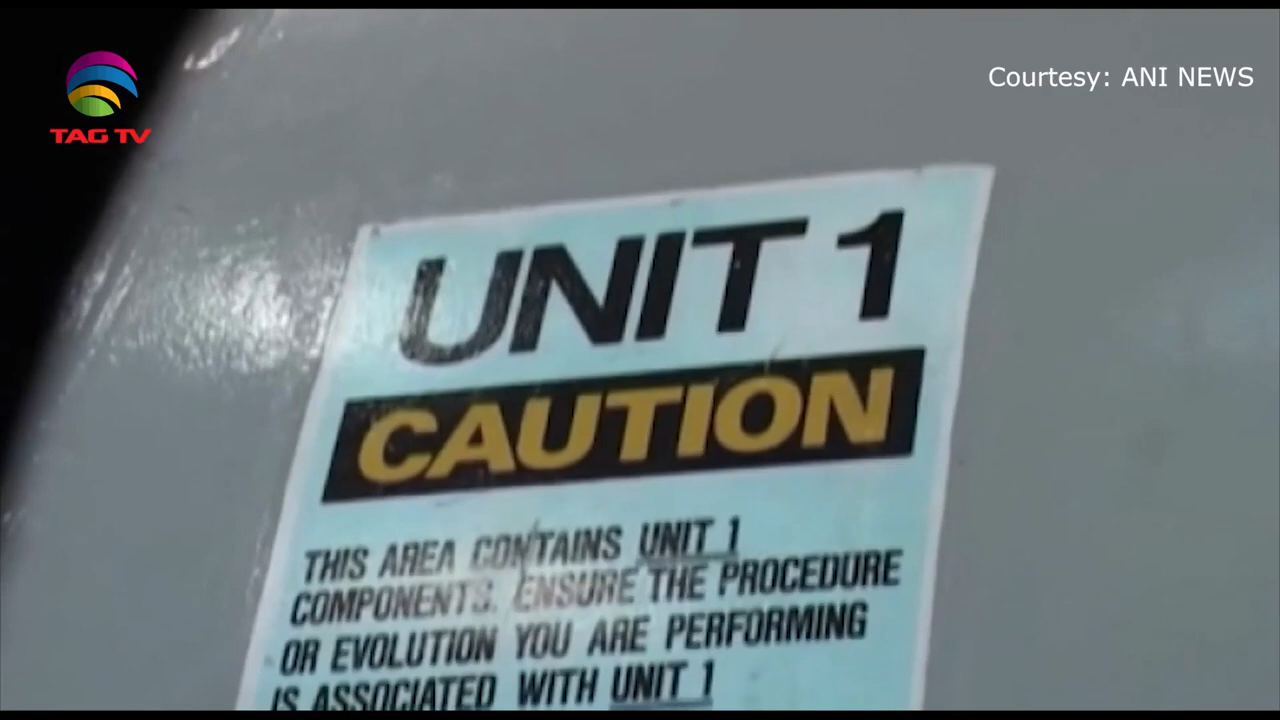 TAG TV
Courtesy: ANI NEWS
UNIT 1
CAUTION
THIS AREA CONTAINS UNIT 1
COMPONENTS. ENSURE THE PROCEDURE
OR EVOLUTION YOU ARE PERFORMING
IS ASSOCIATED WITH UNIT 1